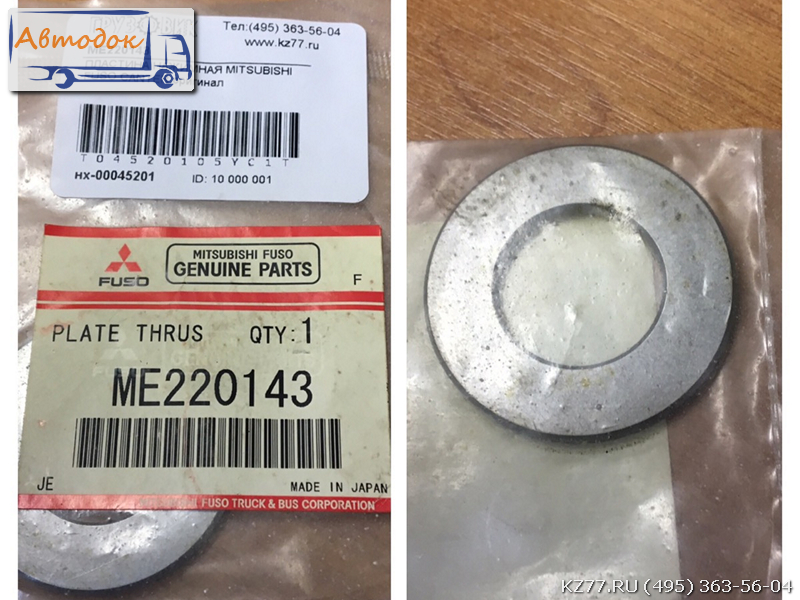 Автодок
Тел:(495) 363-56-04
www.kz77.ru
НАЯ MITSUBISHI
T04520105YC1T
нх-00045201 ID: 10 000 001
FUSO
MITSUBISHI FUSO
GENUINE PARTS
F
PLATE THRUS QTY:1
ME220143
JE MADE IN JAPAN
FUSO TRUCK & BUS CORPORATION
KZ77.RU (495) 363-56-04